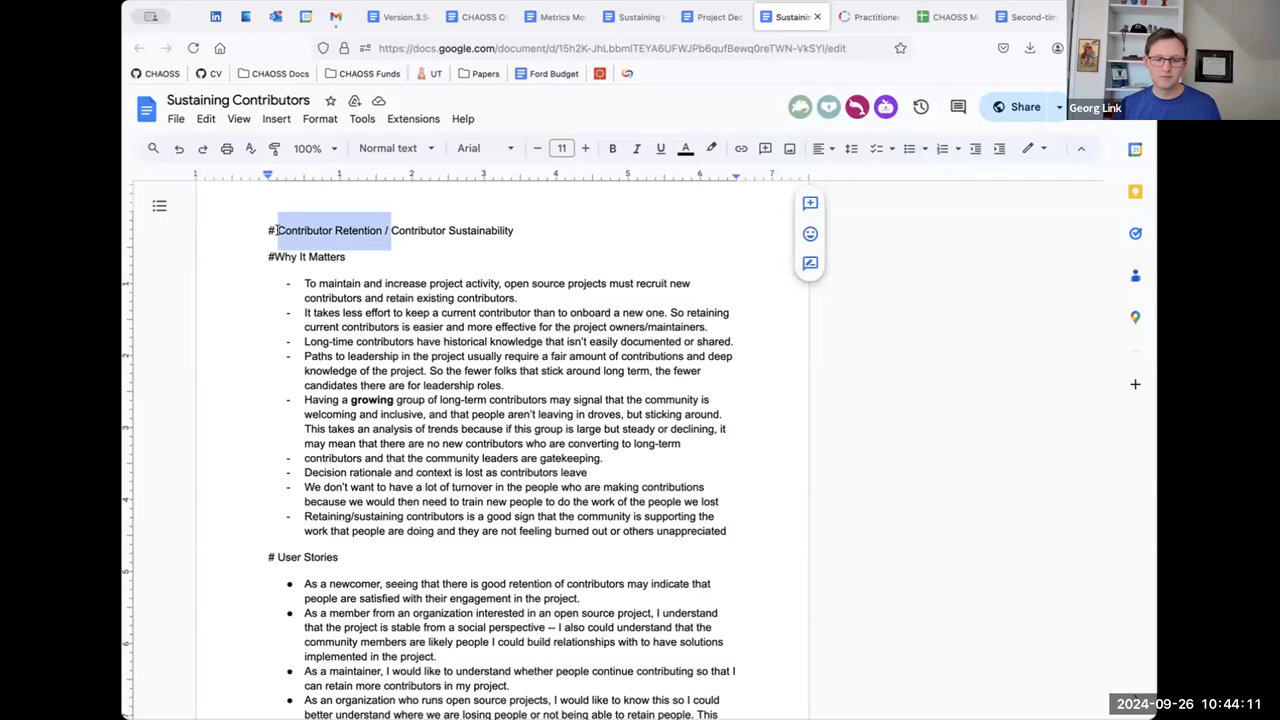 Version.3.S
CHAOSS O
Metrics Mo
Sustaining
Project Dec
Sustainin
Practitioner
CHAOSS M
Second-tim
https://docs.google.com/document/d/15h2K-JhLbbmlTEYA6UFWJPb6qufBewq0reTWN-VkSYI/edit
CHAOSS
CV
CHAOSS Docs
CHAOSS Funds
UT
Papers
Ford Budget
Georg Link
Sustaining Contributors
Share
File Edit View Insert Format Tools Extensions Help
100% Normal text Arial 11
1 1 2 3 4 5 6 7
# Contributor Retention / Contributor Sustainability
#Why It Matters
- To maintain and increase project activity, open source projects must recruit new
contributors and retain existing contributors.
- It takes less effort to keep a current contributor than to onboard a new one. So retaining
current contributors is easier and more effective for the project owners/maintainers.
- Long-time contributors have historical knowledge that isn't easily documented or shared.
- Paths to leadership in the project usually require a fair amount of contributions and deep
knowledge of the project. So the fewer folks that stick around long term, the fewer
candidates there are for leadership roles.
- Having a growing group of long-term contributors may signal that the community is
welcoming and inclusive, and that people aren't leaving in droves, but sticking around.
This takes an analysis of trends because if this group is large but steady or declining, it
may mean that there are no new contributors who are converting to long-term
- contributors and that the community leaders are gatekeeping.
- Decision rationale and context is lost as contributors leave
- We don't want to have a lot of turnover in the people who are making contributions
because we would then need to train new people to do the work of the people we lost
- Retaining/sustaining contributors is a good sign that the community is supporting the
work that people are doing and they are not feeling burned out or others unappreciated
# User Stories
● As a newcomer, seeing that there is good retention of contributors may indicate that
people are satisfied with their engagement in the project.
● As a member from an organization interested in an open source project, I understand
that the project is stable from a social perspective -- I also could understand that the
community members are likely people I could build relationships with to have solutions
implemented in the project.
● As a maintainer, I would like to understand whether people continue contributing so that I
can retain more contributors in my project.
● As an organization who runs open source projects, I would like to know this so I could
better understand where we are losing people or not being able to retain people. This
2024-09-26 10:44:11